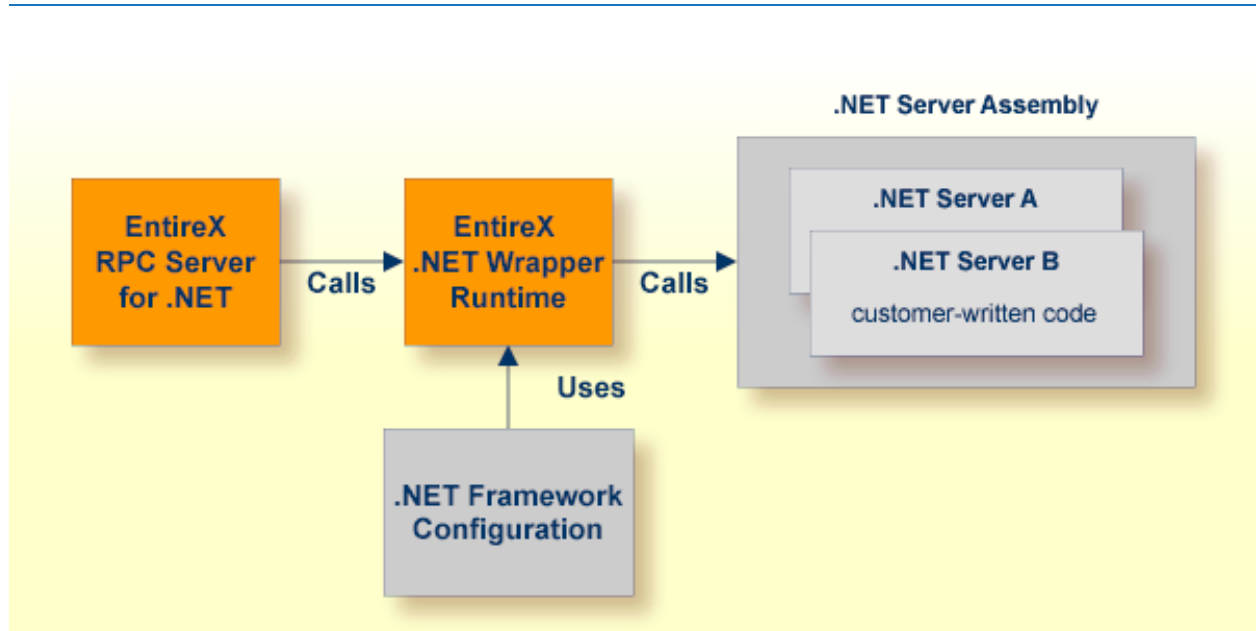 .NET Server Assembly
EntireX
RPC Server
for .NET
Calls
EntireX
.NET Wrapper
Runtime
Calls
.NET Server A
.NET Server B
customer-written code
Uses
.NET Framework
Configuration